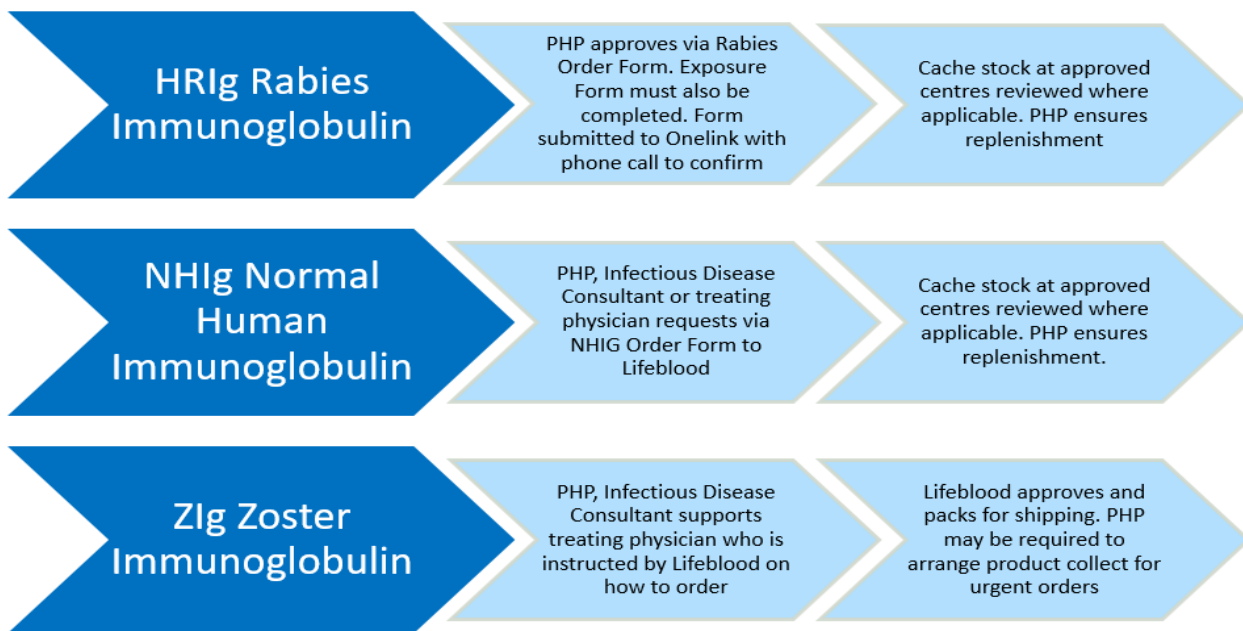 HRIg Rabies
Immunoglobulin
PHP approves via Rabies
Order Form. Exposure
Form must also be
completed. Form
submitted to Onelink with
phone call to confirm
Cache stock at approved
centres reviewed where
applicable. PHP ensures
replenishment
NHIg Normal
Human
Immunoglobulin
PHP, Infectious Disease
Consultant or treating
physician requests via
NHIG Order Form to
Lifeblood
Cache stock at approved
centres reviewed where
applicable. PHP ensures
replenishment.
ZIg Zoster
Immunoglobulin
PHP, Infectious Disease
Consultant supports
treating physician who is
instructed by Lifeblood on
how to order
Lifeblood approves and
packs for shipping. PHP
may be required to
arrange product collect for
urgent orders